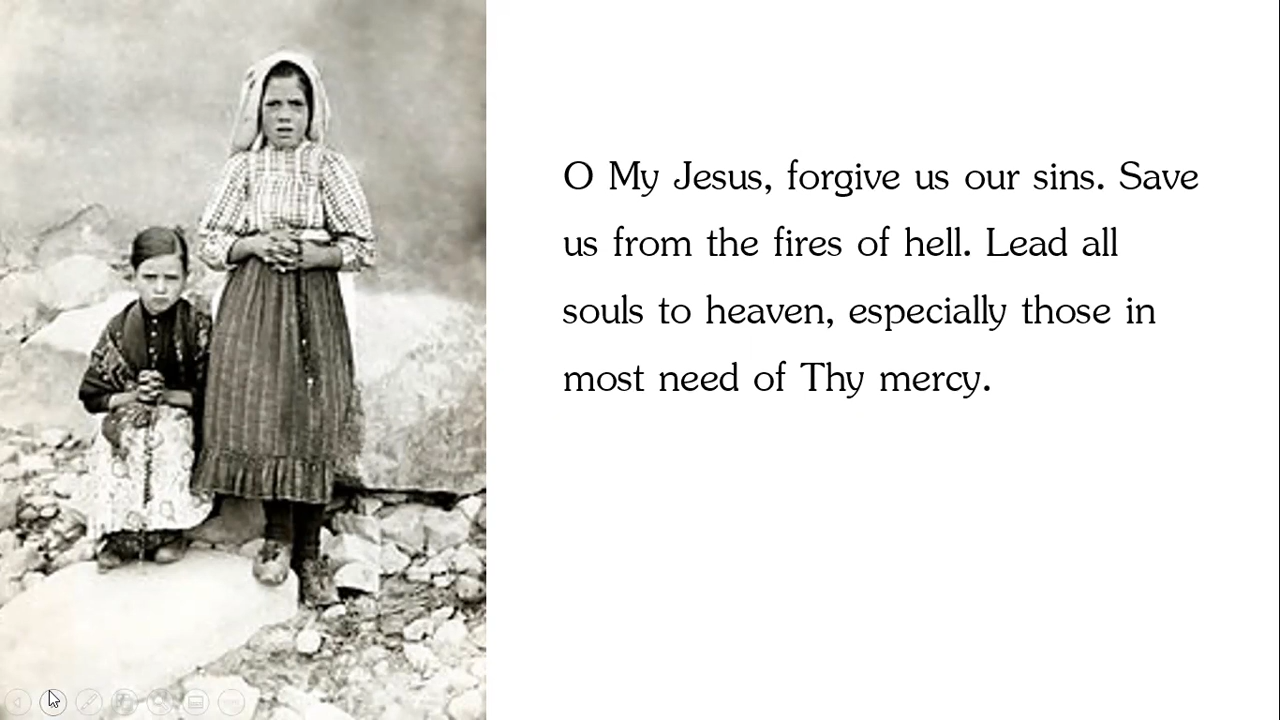 O My Jesus, forgive us our sins. Save
us from the fires of hell. Lead all
souls to heaven, especially those in
most need of Thy mercy.